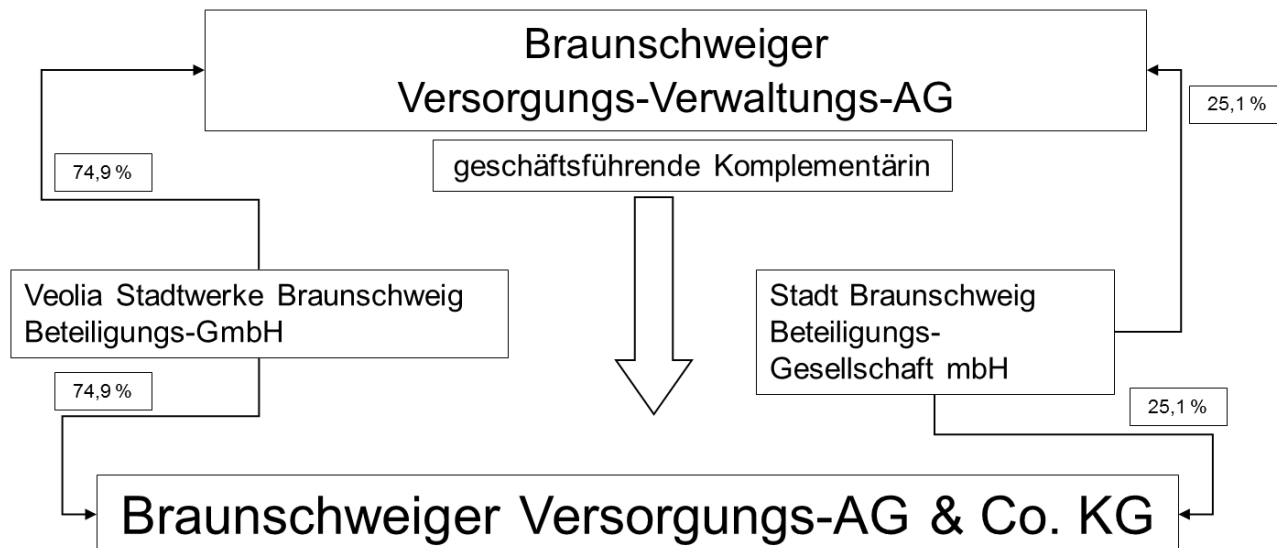 Braunschweiger
Versorgungs-Verwaltungs-AG
25,1 %
74,9 %
geschäftsführende Komplementärin
Veolia Stadtwerke Braunschweig
Beteiligungs-GmbH
Stadt Braunschweig
Beteiligungs-
Gesellschaft mbH
74,9 %
25,1 %
Braunschweiger Versorgungs-AG & Co. KG